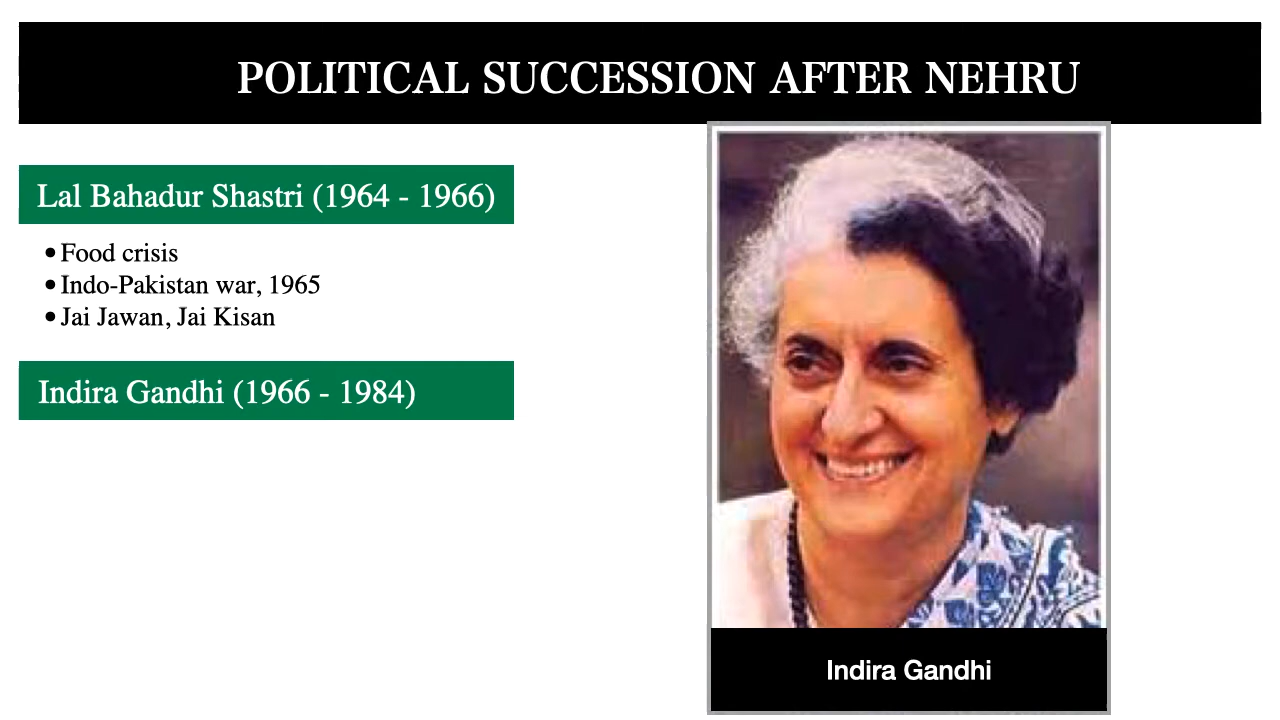 POLITICAL SUCCESSION AFTER NEHRU
Lal Bahadur Shastri (1964 - 1966)
• Food crisis
• Indo-Pakistan war, 1965
• Jai Jawan, Jai Kisan
Indira Gandhi (1966 - 1984)
Indira Gandhi